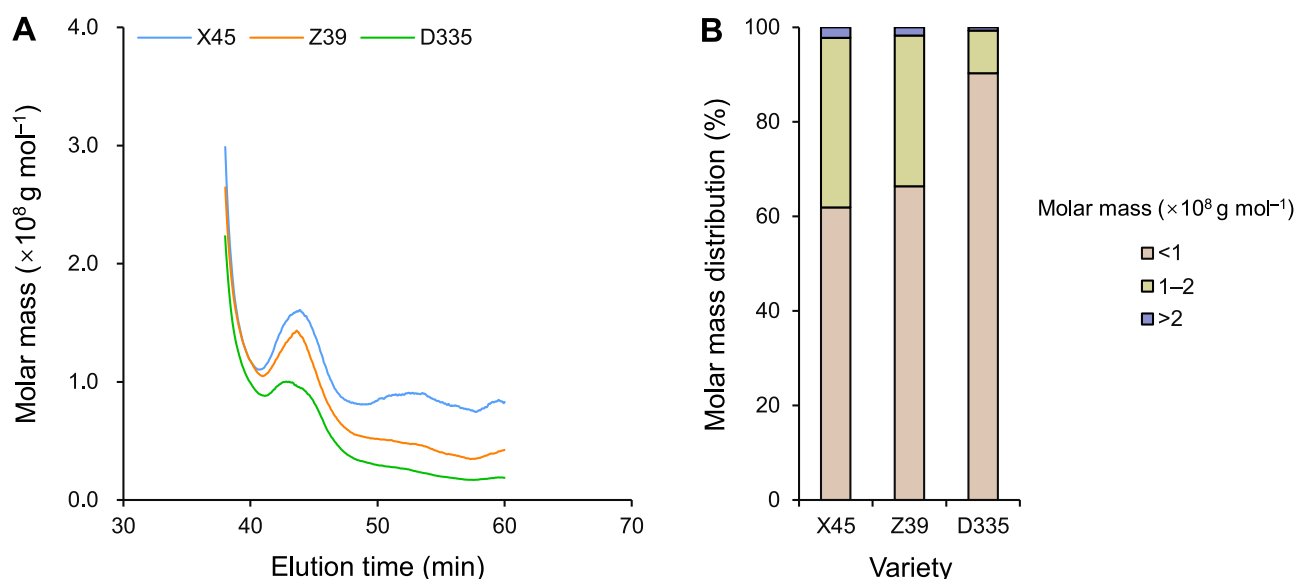 A
X45 Z39 D335
Molar mass (×10⁸ g mol⁻¹)
4.0
3.0
2.0
1.0
0.0
30 40 50 60 70
Elution time (min)
B
Molar mass distribution (%)
100
80
60
40
20
0
X45 Z39 D335
Variety
Molar mass (×10⁸ g mol⁻¹)
<1
1–2
>2